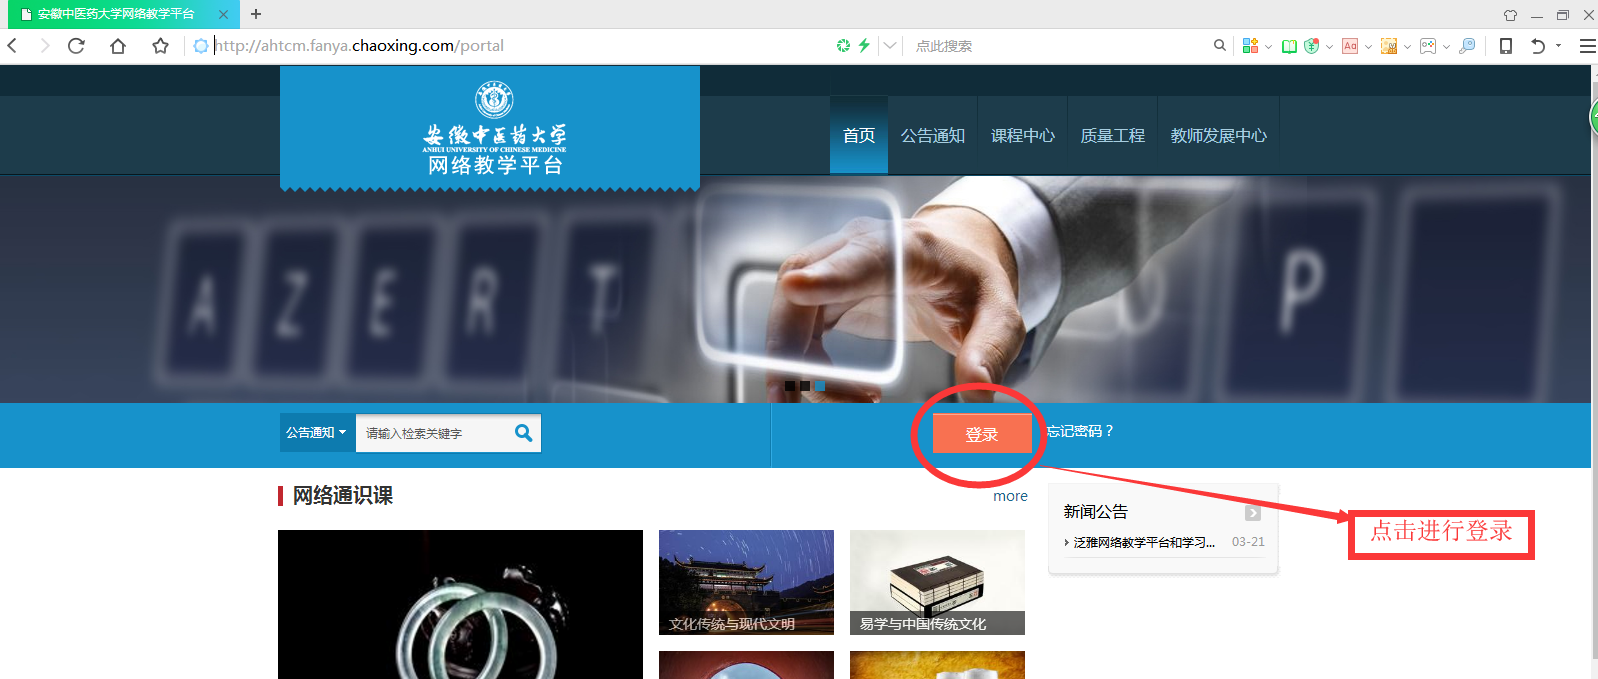 安徽中医药大学网络教学平台
http://ahtcm.fanya.chaoxing.com/portal
点此搜索
安徽中医药大学
ANHUI UNIVERSITY OF CHINESE MEDICINE
网络教学平台
首页 公告通知 课程中心 质量工程 教师发展中心
A Z E R T P
公告通知 请输入检索关键字 登录 忘记密码？
网络通识课 more
新闻公告
泛雅网络教学平台和学习... 03-21
点击进行登录
文化传统与现代文明 易学与中国传统文化